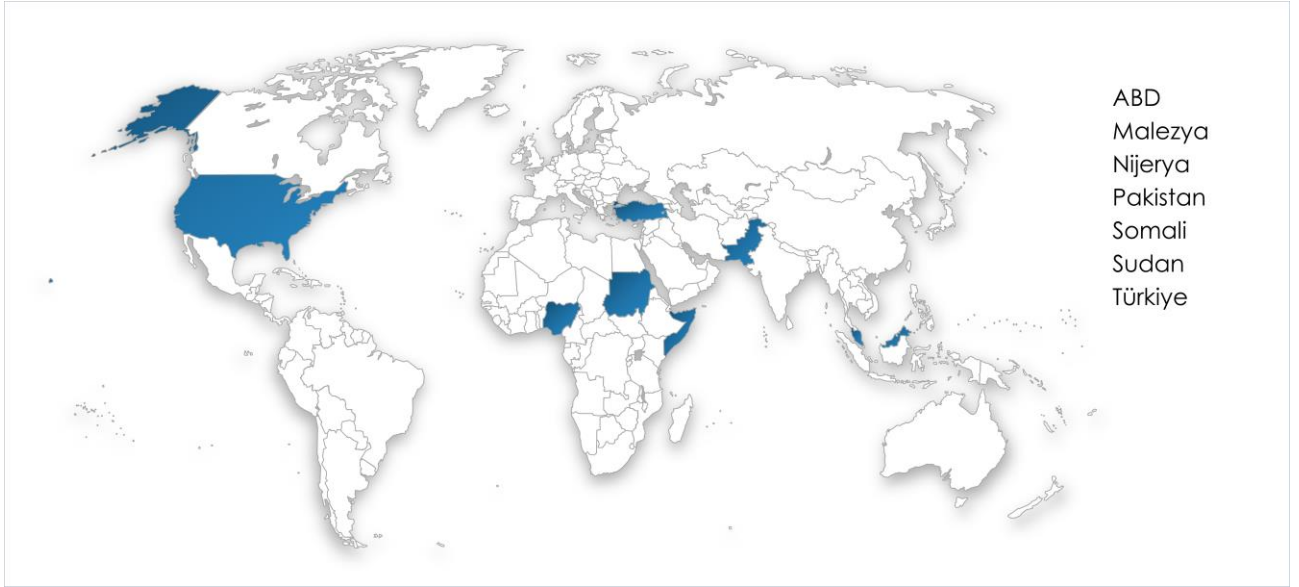 ABD
Malezya
Nijerya
Pakistan
Somali
Sudan
Türkiye